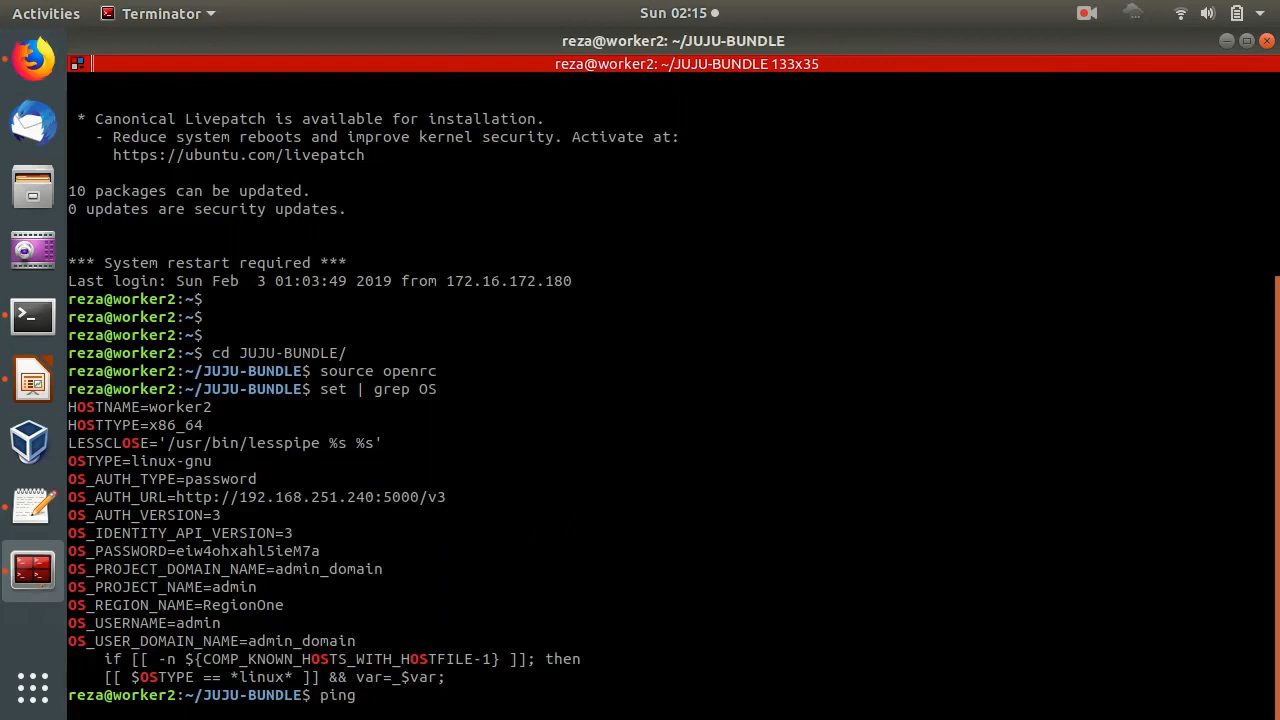 Activities
Terminator
Sun 02:15
reza@worker2: ~/JUJU-BUNDLE
reza@worker2: ~/JUJU-BUNDLE 133x35
* Canonical Livepatch is available for installation.
- Reduce system reboots and improve kernel security. Activate at:
https://ubuntu.com/livepatch
10 packages can be updated.
0 updates are security updates.
*** System restart required ***
Last login: Sun Feb  3 01:03:49 2019 from 172.16.172.180
reza@worker2:~$
reza@worker2:~$
reza@worker2:~$
reza@worker2:~$ cd JUJU-BUNDLE/
reza@worker2:~/JUJU-BUNDLE$ source openrc
reza@worker2:~/JUJU-BUNDLE$ set | grep OS
HOSTNAME=worker2
HOSTTYPE=x86_64
LESSCLOSE='/usr/bin/lesspipe %s %s'
OSTYPE=linux-gnu
OS_AUTH_TYPE=password
OS_AUTH_URL=http://192.168.251.240:5000/v3
OS_AUTH_VERSION=3
OS_IDENTITY_API_VERSION=3
OS_PASSWORD=eiw4ohxahl5ieM7a
OS_PROJECT_DOMAIN_NAME=admin_domain
OS_PROJECT_NAME=admin
OS_REGION_NAME=RegionOne
OS_USERNAME=admin
OS_USER_DOMAIN_NAME=admin_domain
if [[ -n ${COMP_KNOWN_HOSTS_WITH_HOSTFILE-1} ]]; then
[[ $OSTYPE == *linux* ]] && var=_$var;
reza@worker2:~/JUJU-BUNDLE$ ping